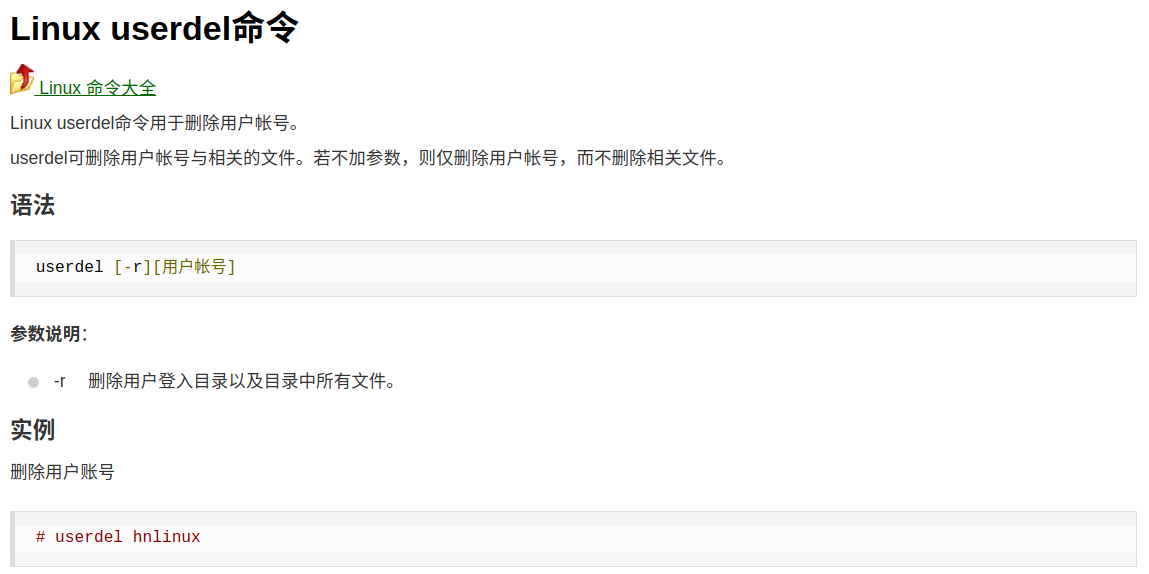 Linux userdel命令
Linux 命令大全
Linux userdel命令用于删除用户帐号。
userdel可删除用户帐号与相关的文件。若不加参数，则仅删除用户帐号，而不删除相关文件。
语法
userdel [-r][用户帐号]
参数说明：
-r 删除用户登入目录以及目录中所有文件。
实例
删除用户账号
# userdel hnlinux